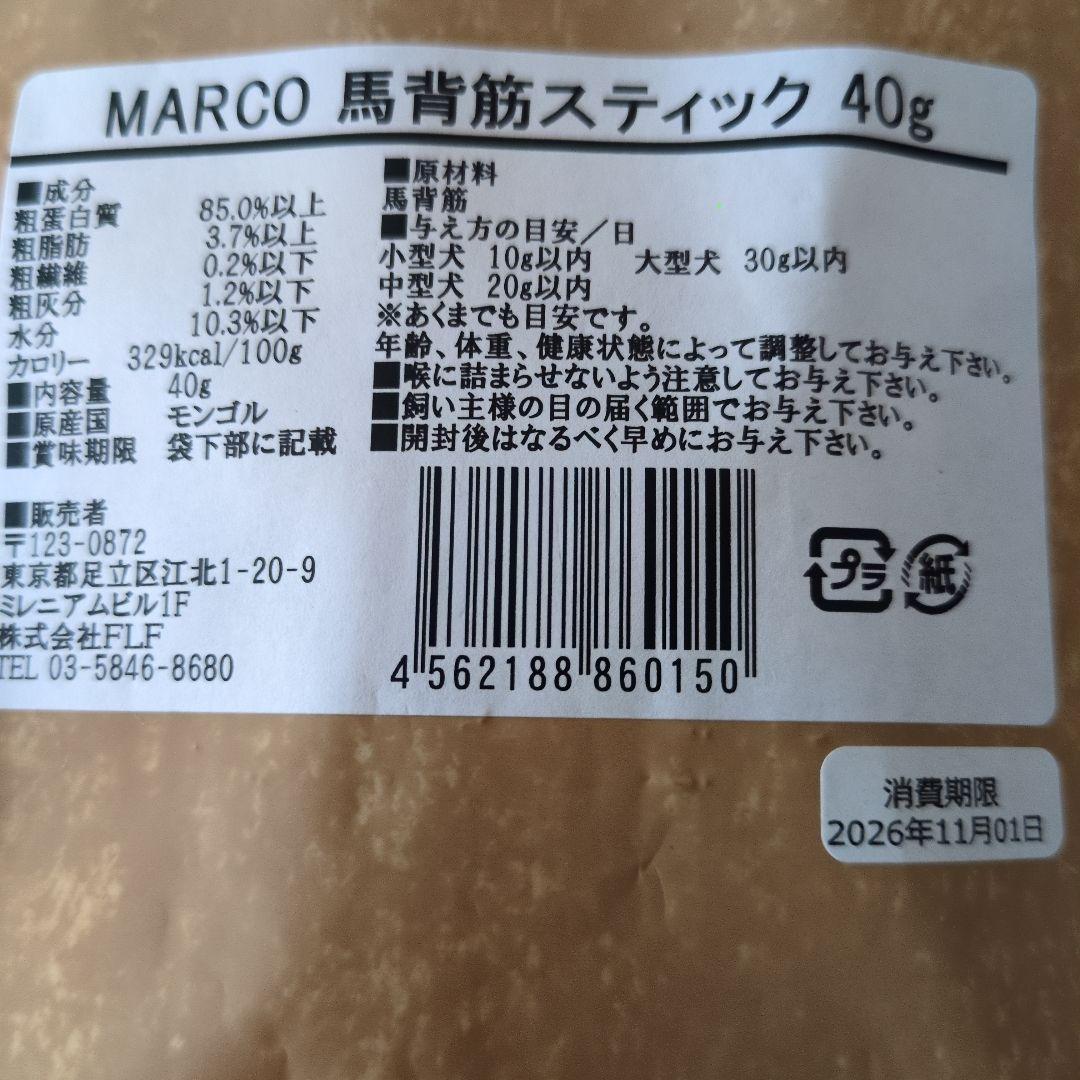 MARCO 馬背筋スティック 40g
■成分
粗蛋白質 85.0%以上
粗脂肪 3.7%以上
粗繊維 0.2%以下
粗灰分 1.2%以下
水分 10.3%以下
カロリー 329kcal/100g
■内容量 40g
■原産国 モンゴル
■賞味期限 袋下部に記載
■原材料
馬背筋
■与え方の目安／日
小型犬 10g以内 大型犬 30g以内
中型犬 20g以内
※あくまでも目安です。
年齢、体重、健康状態によって調整してお与え下さい。
■喉に詰まらせないよう注意してお与え下さい。
■飼い主様の目の届く範囲でお与え下さい。
■開封後はなるべく早めにお与え下さい。
■販売者
〒123-0872
東京都足立区江北1-20-9
ミレニアムビル1F
株式会社FLF
TEL 03-5846-8680
4 562188 860150
プラ 紙
消費期限
2026年11月01日